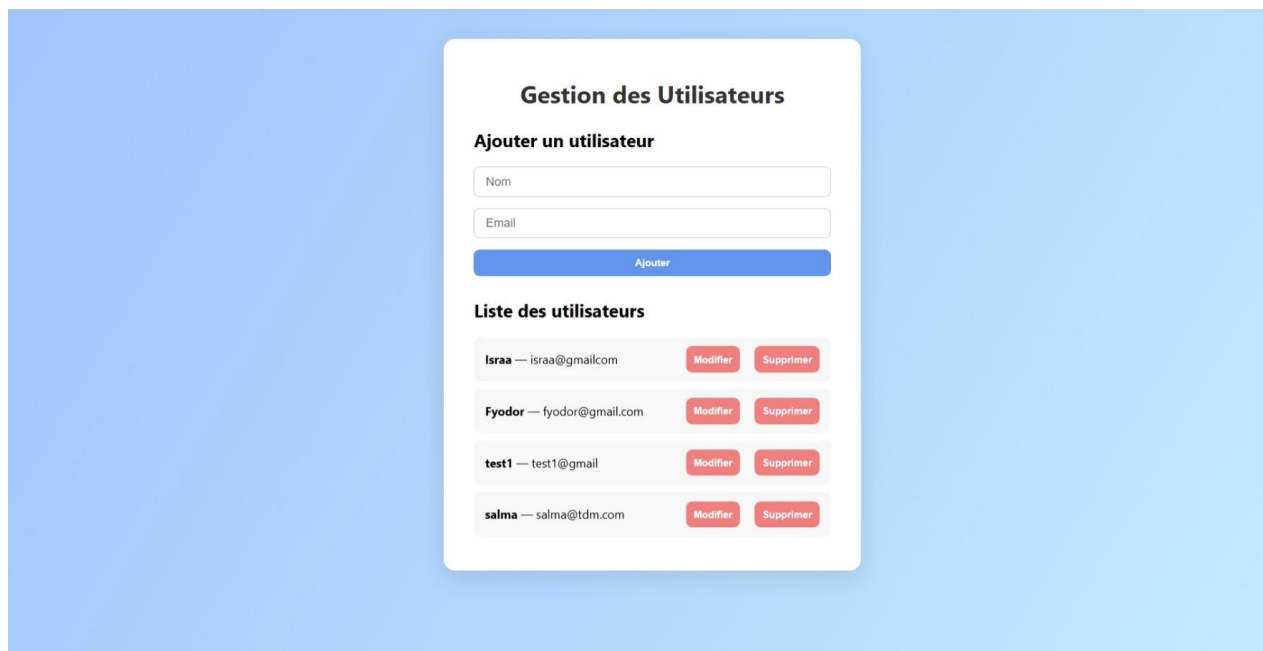 Gestion des Utilisateurs
Ajouter un utilisateur
Nom
Email
Ajouter
Liste des utilisateurs
Israa — israa@gmailcom Modifier Supprimer
Fyodor — fyodor@gmail.com Modifier Supprimer
test1 — test1@gmail Modifier Supprimer
salma — salma@tdm.com Modifier Supprimer